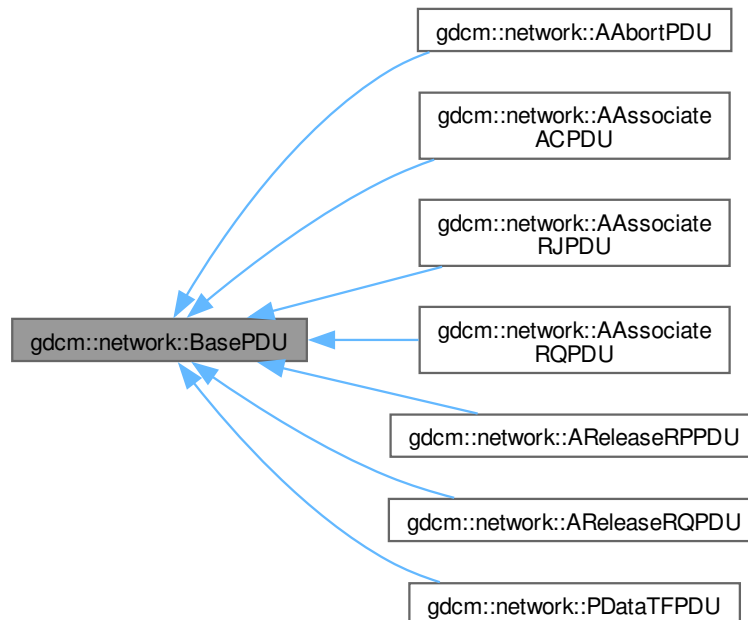 gdcm::network::AAbortPDU
gdcm::network::AAssociate
ACPDU
gdcm::network::AAssociate
RJPDU
gdcm::network::BasePDU
gdcm::network::AAssociate
RQPDU
gdcm::network::AReleaseRPPDU
gdcm::network::AReleaseRQPDU
gdcm::network::PDataTFPDU